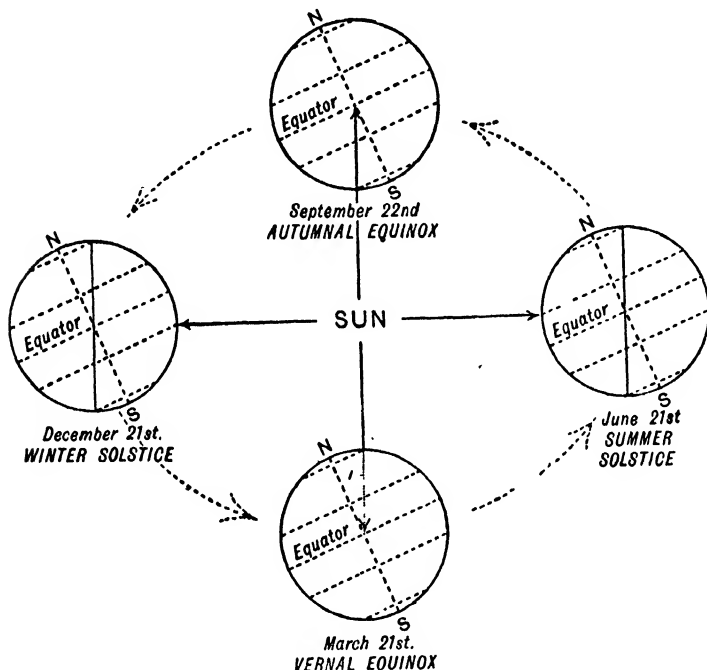 N
Equator
S
September 22nd
AUTUMNAL EQUINOX
N
Equator
S
December 21st.
WINTER SOLSTICE
SUN
N
Equator
S
June 21st
SUMMER
SOLSTICE
N
Equator
S
March 21st.
VERNAL EQUINOX